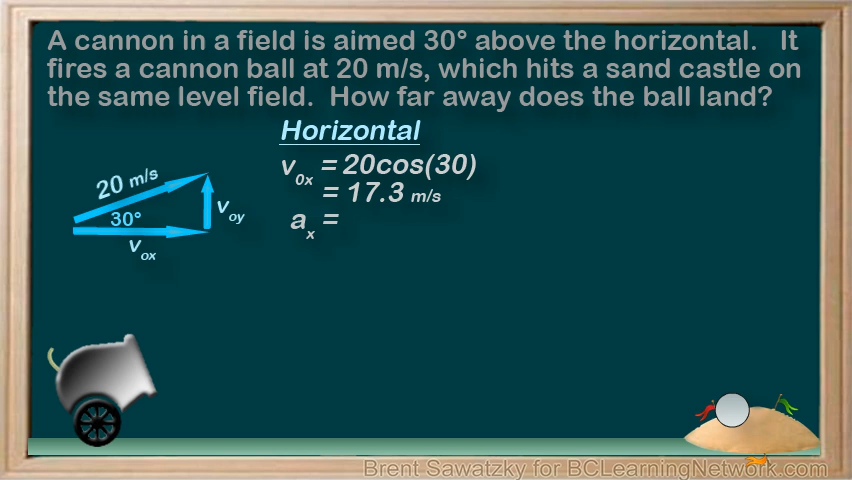 A cannon in a field is aimed 30° above the horizontal. It
fires a cannon ball at 20 m/s, which hits a sand castle on
the same level field. How far away does the ball land?
Horizontal
v0x = 20cos(30)
= 17.3 m/s
ax =
20 m/s
30°
voy
vox
Brent Sawatzky for BCLearningNetwork.com